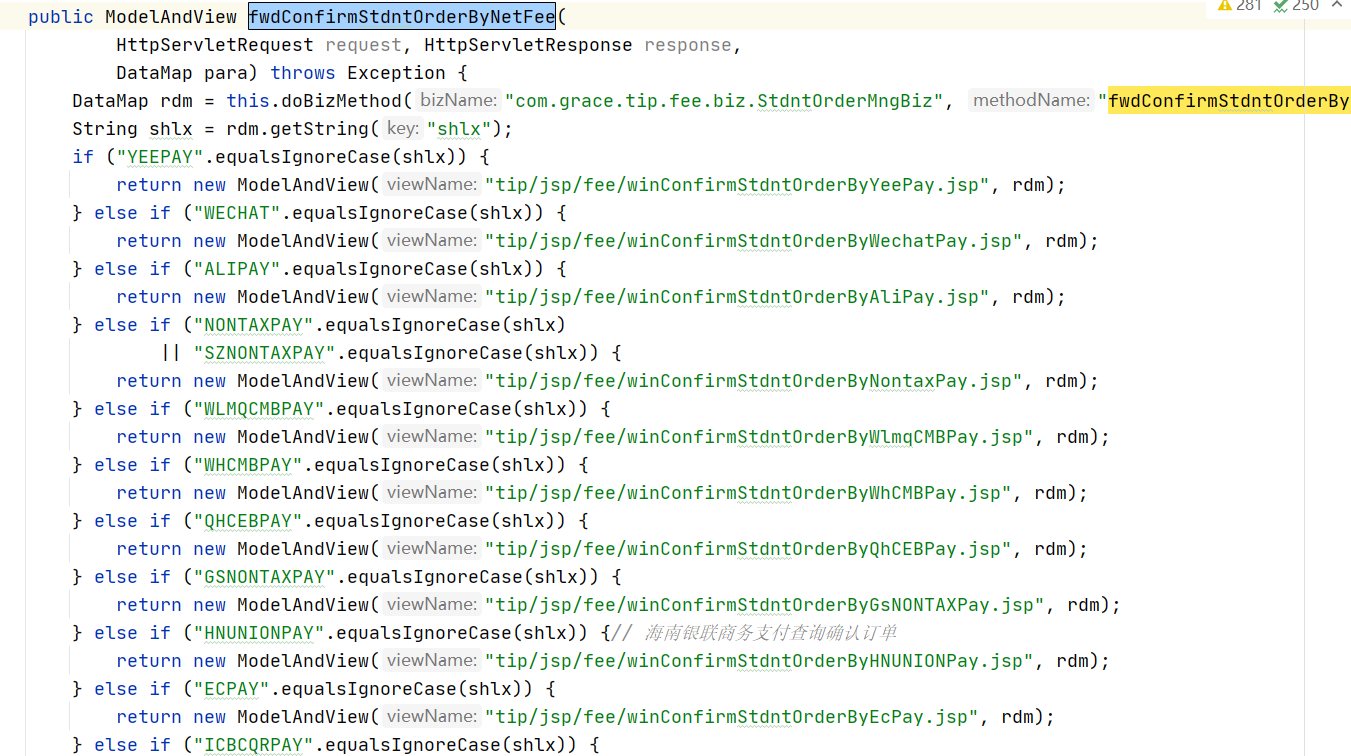 281 250
public ModelAndView fwdConfirmStdntOrderByNetFee(
HttpServletRequest request, HttpServletResponse response,
DataMap para) throws Exception {
DataMap rdm = this.doBizMethod( bizName: "com.grace.tip.fee.biz.StdntOrderMngBiz", methodName: "fwdConfirmStdntOrderBy
String shlx = rdm.getString( key: "shlx");
if ("YEEPAY".equalsIgnoreCase(shlx)) {
return new ModelAndView( viewName: "tip/jsp/fee/winConfirmStdntOrderByYeePay.jsp", rdm);
} else if ("WECHAT".equalsIgnoreCase(shlx)) {
return new ModelAndView( viewName: "tip/jsp/fee/winConfirmStdntOrderByWechatPay.jsp", rdm);
} else if ("ALIPAY".equalsIgnoreCase(shlx)) {
return new ModelAndView( viewName: "tip/jsp/fee/winConfirmStdntOrderByAliPay.jsp", rdm);
} else if ("NONTAXPAY".equalsIgnoreCase(shlx)
|| "SZNONTAXPAY".equalsIgnoreCase(shlx)) {
return new ModelAndView( viewName: "tip/jsp/fee/winConfirmStdntOrderByNontaxPay.jsp", rdm);
} else if ("WLMQCMBPAY".equalsIgnoreCase(shlx)) {
return new ModelAndView( viewName: "tip/jsp/fee/winConfirmStdntOrderByWlmqCMBPay.jsp", rdm);
} else if ("WHCMBPAY".equalsIgnoreCase(shlx)) {
return new ModelAndView( viewName: "tip/jsp/fee/winConfirmStdntOrderByWhCMBPay.jsp", rdm);
} else if ("QHCEBPAY".equalsIgnoreCase(shlx)) {
return new ModelAndView( viewName: "tip/jsp/fee/winConfirmStdntOrderByQhCEBPay.jsp", rdm);
} else if ("GSNONTAXPAY".equalsIgnoreCase(shlx)) {
return new ModelAndView( viewName: "tip/jsp/fee/winConfirmStdntOrderByGsNONTAXPay.jsp", rdm);
} else if ("HNUNIONPAY".equalsIgnoreCase(shlx)) {// 海南银联商务支付查询确认订单
return new ModelAndView( viewName: "tip/jsp/fee/winConfirmStdntOrderByHNUNIONPay.jsp", rdm);
} else if ("ECPAY".equalsIgnoreCase(shlx)) {
return new ModelAndView( viewName: "tip/jsp/fee/winConfirmStdntOrderByEcPay.jsp", rdm);
} else if ("ICBCQRPAY".equalsIgnoreCase(shlx)) {